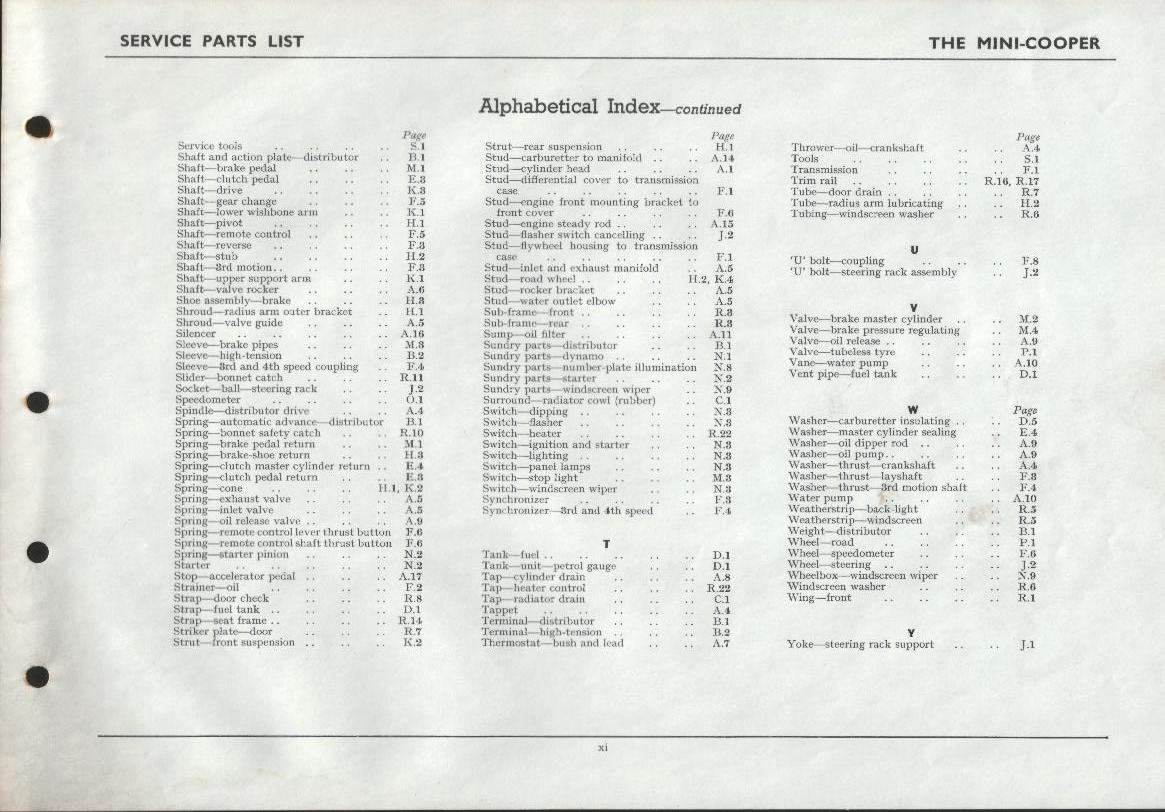 SERVICE PARTS LIST
THE MINI-COOPER
Alphabetical Index—continued
Page
Service tools .. .. .. .. S.1
Shaft and action plate—distributor .. B.1
Shaft—brake pedal .. .. .. M.1
Shaft—clutch pedal .. .. .. E.3
Shaft—drive .. .. .. .. K.3
Shaft—gear change .. .. .. F.5
Shaft—lower wishbone arm .. .. K.1
Shaft—pivot .. .. .. .. H.1
Shaft—remote control .. .. .. F.5
Shaft—reverse .. .. .. .. F.3
Shaft—stub .. .. .. .. H.2
Shaft—3rd motion .. .. .. .. F.3
Shaft—upper support arm .. .. K.1
Shaft—valve rocker .. .. .. A.6
Shoe assembly—brake .. .. .. H.3
Shroud—radius arm outer bracket .. H.1
Shroud—valve guide .. .. .. A.5
Silencer .. .. .. .. .. A.16
Sleeve—brake pipes .. .. .. M.3
Sleeve—high-tension .. .. .. B.2
Sleeve—3rd and 4th speed coupling .. F.4
Slider—bonnet catch .. .. .. R.11
Socket—ball—steering rack .. .. J.2
Speedometer .. .. .. .. O.1
Spindle—distributor drive .. .. A.4
Spring—automatic advance—distributor B.1
Spring—bonnet safety catch .. .. R.10
Spring—brake pedal return .. .. M.1
Spring—brake-shoe return .. .. H.3
Spring—clutch master cylinder return .. E.4
Spring—clutch pedal return .. .. E.3
Spring—cone .. .. .. .. H.1, K.2
Spring—exhaust valve .. .. .. A.5
Spring—inlet valve .. .. .. A.5
Spring—oil release valve .. .. .. A.9
Spring—remote control lever thrust button F.6
Spring—remote control shaft thrust button F.6
Spring—starter pinion .. .. .. N.2
Starter .. .. .. .. .. N.2
Stop—accelerator pedal .. .. .. A.17
Strainer—oil .. .. .. .. F.2
Strap—door check .. .. .. R.8
Strap—fuel tank .. .. .. .. D.1
Strap—seat frame .. .. .. .. R.14
Striker plate—door .. .. .. R.7
Strut—front suspension .. .. .. K.2
Page
Strut—rear suspension .. .. .. H.1
Stud—carburetter to manifold .. .. A.14
Stud—cylinder head .. .. .. A.1
Stud—differential cover to transmission
case .. .. .. .. .. F.1
Stud—engine front mounting bracket to
front cover .. .. .. .. F.6
Stud—engine steady rod .. .. .. A.15
Stud—flasher switch cancelling .. .. J.2
Stud—flywheel housing to transmission
case .. .. .. .. .. F.1
Stud—inlet and exhaust manifold .. A.5
Stud—road wheel .. .. .. H.2, K.4
Stud—rocker bracket .. .. .. A.5
Stud—water outlet elbow .. .. A.5
Sub-frame—front .. .. .. .. R.3
Sub-frame—rear .. .. .. .. R.3
Sump—oil filter .. .. .. .. A.11
Sundry parts—distributor .. .. B.1
Sundry parts—dynamo .. .. .. N.1
Sundry parts—number-plate illumination N.8
Sundry parts—starter .. .. .. N.2
Sundry parts—windscreen wiper .. N.9
Surround—radiator cowl (rubber) .. C.1
Switch—dipping .. .. .. .. N.3
Switch—flasher .. .. .. .. N.3
Switch—heater .. .. .. .. R.22
Switch—ignition and starter .. .. N.3
Switch—lighting .. .. .. .. N.3
Switch—panel lamps .. .. .. N.3
Switch—stop light .. .. .. M.3
Switch—windscreen wiper .. .. N.3
Synchronizer .. .. .. .. F.3
Synchronizer—3rd and 4th speed .. F.4
T
Tank—fuel .. .. .. .. .. D.1
Tank—unit—petrol gauge .. .. D.1
Tap—cylinder drain .. .. .. A.8
Tap—heater control .. .. .. R.22
Tap—radiator drain .. .. .. C.1
Tappet .. .. .. .. .. A.4
Terminal—distributor .. .. .. B.1
Terminal—high-tension .. .. .. B.2
Thermostat—bush and lead .. .. A.7
Page
Thrower—oil—crankshaft .. .. A.4
Tools .. .. .. .. .. S.1
Transmission .. .. .. .. F.1
Trim rail .. .. .. .. R.16, R.17
Tube—door drain .. .. .. .. R.7
Tube—radius arm lubricating .. .. H.2
Tubing—windscreen washer .. .. R.6
U
'U' bolt—coupling .. .. .. F.8
'U' bolt—steering rack assembly .. J.2
V
Valve—brake master cylinder .. .. M.2
Valve—brake pressure regulating .. M.4
Valve—oil release .. .. .. .. A.9
Valve—tubeless tyre .. .. .. P.1
Vane—water pump .. .. .. A.10
Vent pipe—fuel tank .. .. .. D.1
W
Page
Washer—carburetter insulating .. .. D.5
Washer—master cylinder sealing .. E.4
Washer—oil dipper rod .. .. .. A.9
Washer—oil pump .. .. .. .. A.9
Washer—thrust—crankshaft .. .. A.4
Washer—thrust—layshaft .. .. F.3
Washer—thrust—3rd motion shaft .. F.4
Water pump .. .. .. .. A.10
Weatherstrip—back-light .. .. R.5
Weatherstrip—windscreen .. .. R.5
Weight—distributor .. .. .. B.1
Wheel—road .. .. .. .. P.1
Wheel—speedometer .. .. .. F.6
Wheel—steering .. .. .. .. J.2
Wheelbox—windscreen wiper .. .. N.9
Windscreen washer .. .. .. R.6
Wing—front .. .. .. .. R.1
Y
Yoke—steering rack support .. .. J.1
xi